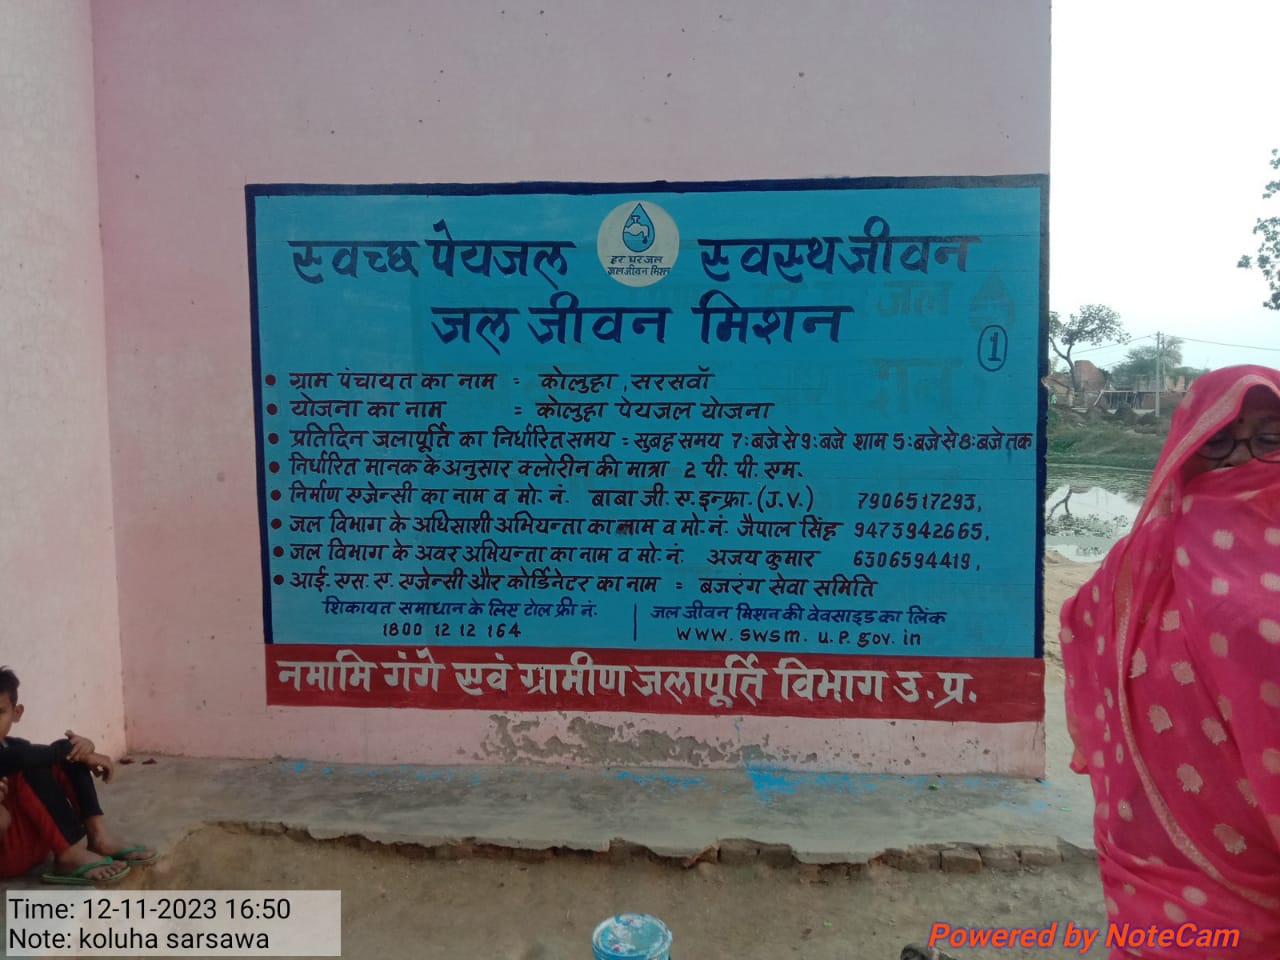 स्वच्छ पेयजल स्वस्थ जीवन
हर घर जल
जल जीवन मिशन
जल जीवन मिशन
1
• ग्राम पंचायत का नाम = कोलुहा, सरसवॉ
• योजना का नाम = कोलुहा पेयजल योजना
• प्रतिदिन जलापूर्ति का निर्धारित समय = सुबह समय 7:बजे से 9:बजे शाम 5:बजे से 8:बजे तक
• निर्धारित मानक के अनुसार क्लोरीन की मात्रा 2 पी. पी. एम.
• निर्माण एजेन्सी का नाम व मो. नं. बाबा जी. ए. इन्फ्रा. (J.V.) 7906517293,
• जल विभाग के अधिसाशी अभियन्ता का नाम व मो. नं. जैपाल सिंह 9473942665,
• जल विभाग के अवर अभियन्ता का नाम व मो. नं. अजय कुमार 6306594419,
• आई. एस. ए. एजेन्सी और कोर्डिनेटर का नाम = बजरंग सेवा समिति
शिकायत समाधान के लिए टोल फ्री नं. | जल जीवन मिशन की वेवसाइड का लिंक
1800 12 12 164 | www.swsm.u.p.gov.in
नमामि गंगे एवं ग्रामीण जलापूर्ति विभाग उ.प्र.
Time: 12-11-2023 16:50
Note: koluha sarsawa
Powered by NoteCam